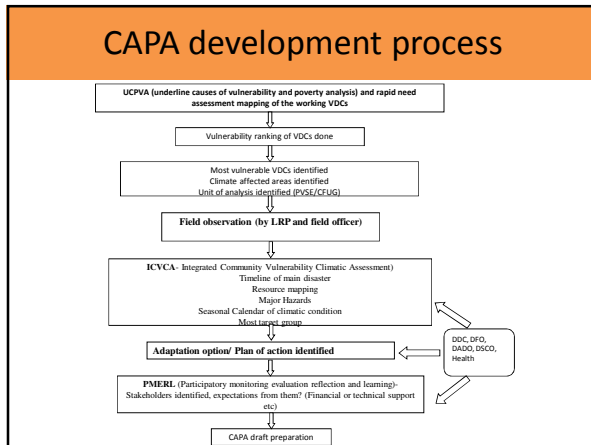 CAPA development process
UCPVA (underline causes of vulnerability and poverty analysis) and rapid need
assessment mapping of the working VDCs
Vulnerability ranking of VDCs done
Most vulnerable VDCs identified
Climate affected areas identified
Unit of analysis identified (PVSE/CFUG)
Field observation (by LRP and field officer)
ICVCA- Integrated Community Vulnerability Climatic Assessment)
Timeline of main disaster
Resource mapping
Major Hazards
Seasonal Calendar of climatic condition
Most target group
DDC, DFO,
DADO, DSCO,
Health
Adaptation option/ Plan of action identified
PMERL (Participatory monitoring evaluation reflection and learning)-
Stakeholders identified, expectations from them? (Financial or technical support
etc)
CAPA draft preparation